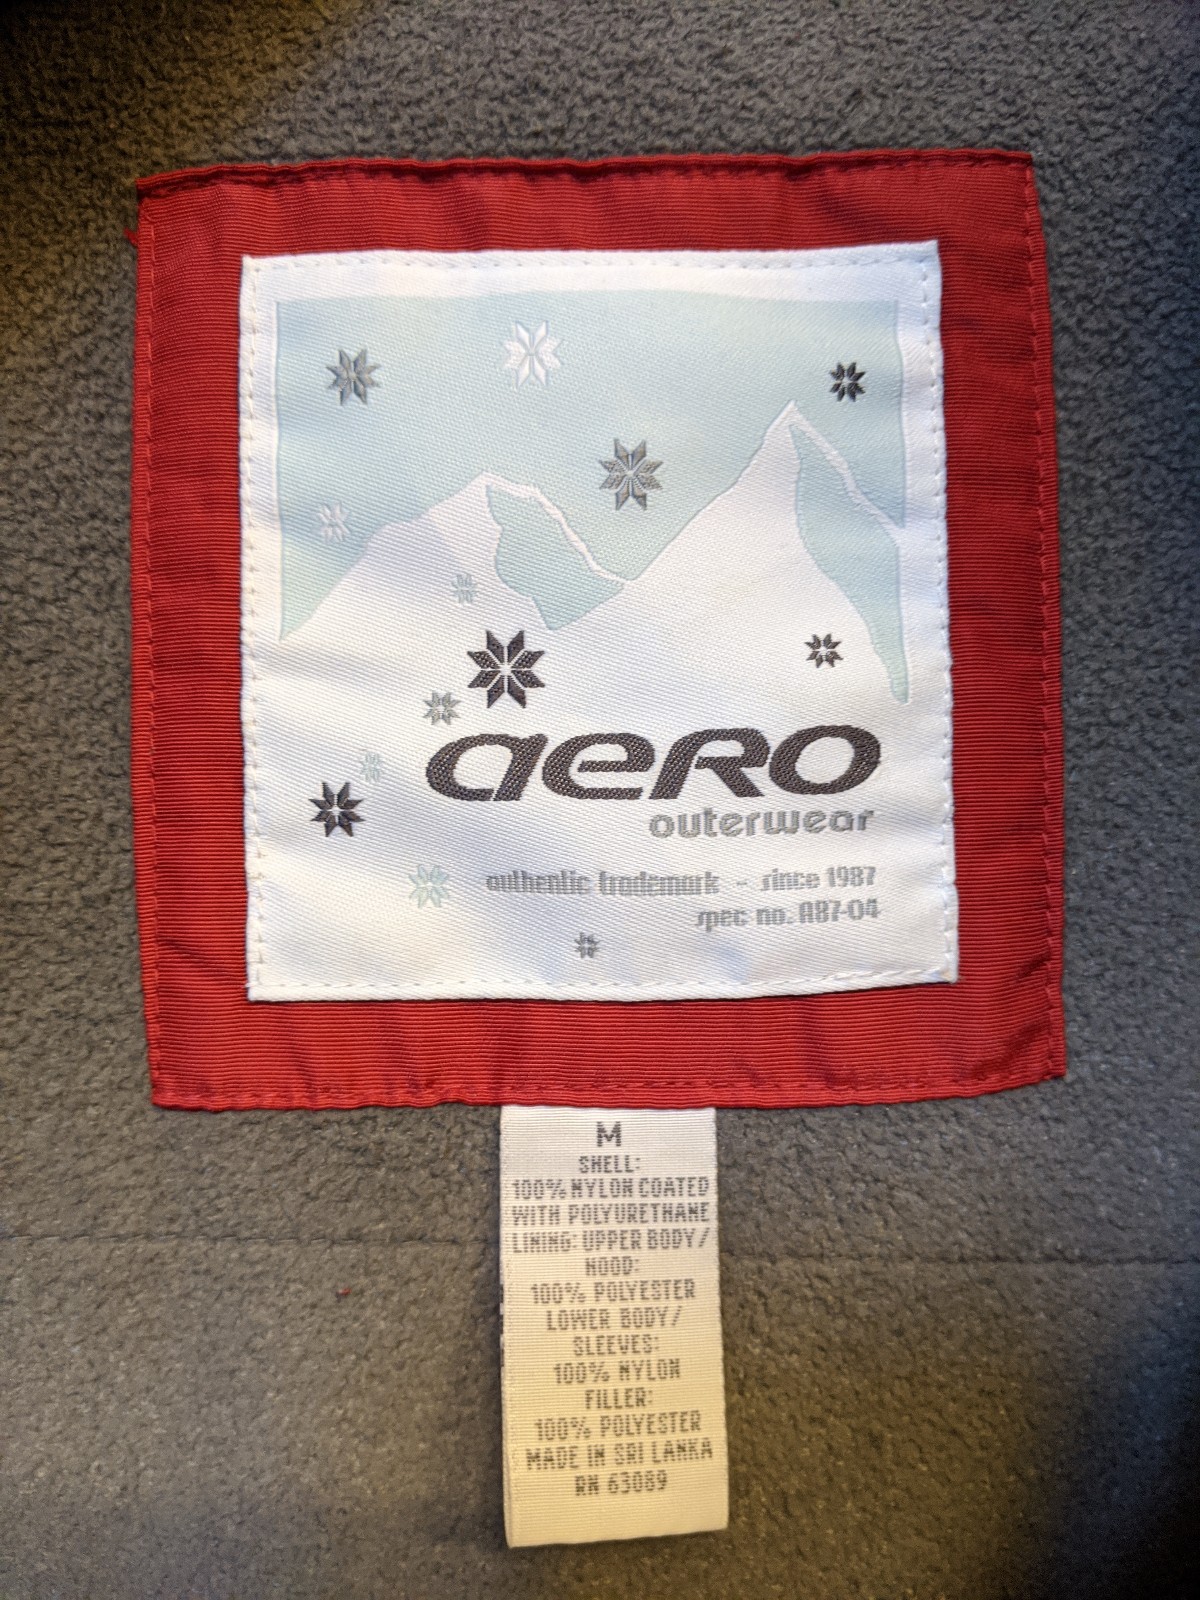 aero
outerwear
authentic trademark - since 1987
spec no. A87-04
M
SHELL:
100% NYLON COATED
WITH POLYURETHANE
LINING: UPPER BODY/
HOOD:
100% POLYESTER
LOWER BODY/
SLEEVES:
100% NYLON
FILLER:
100% POLYESTER
MADE IN SRI LANKA
RN 63089